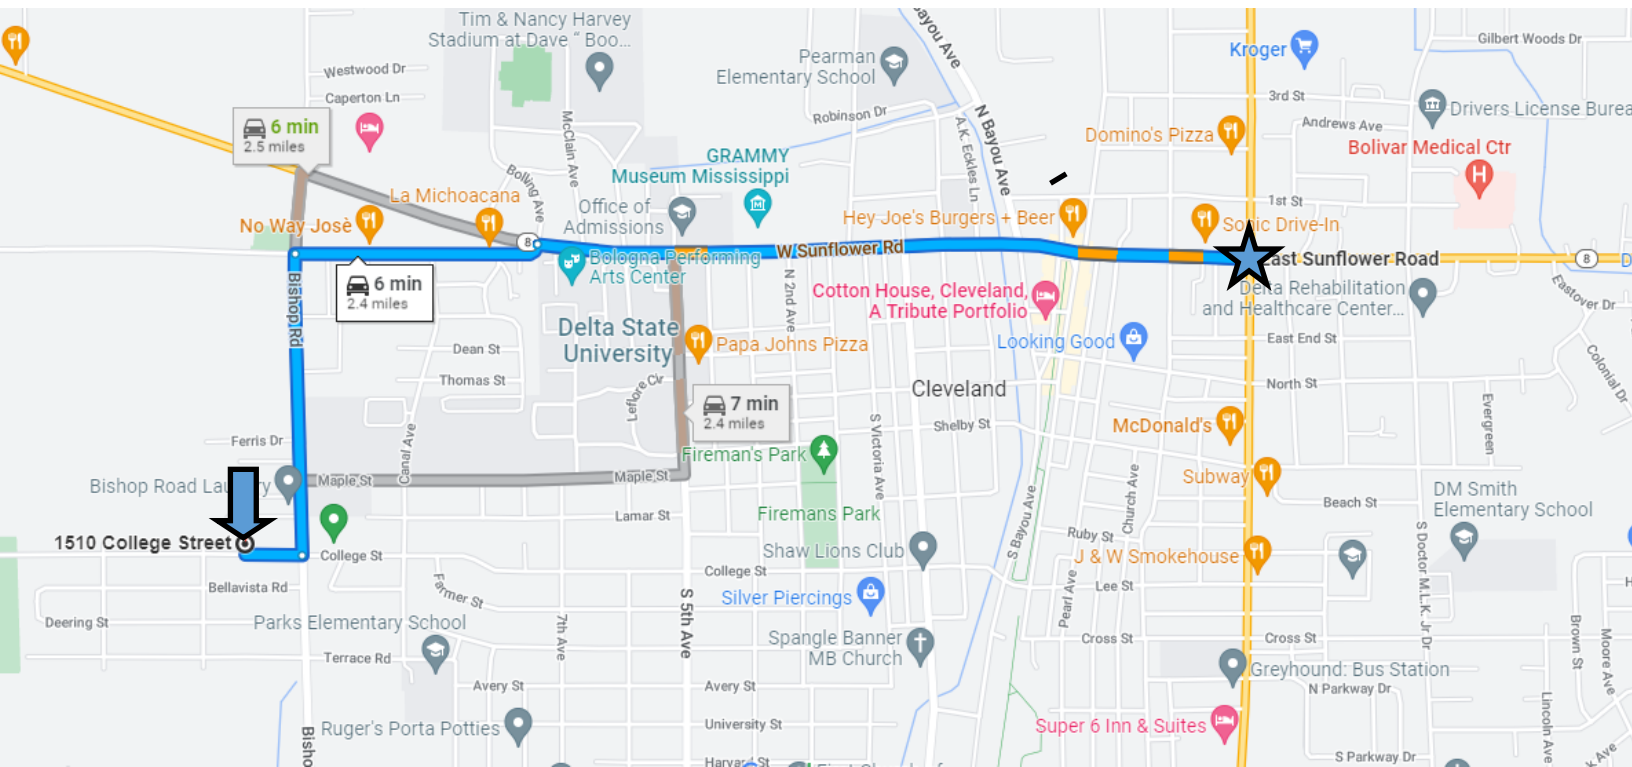 Tim & Nancy Harvey
Stadium at Dave “ Boo...
Pearman
Elementary School
Kroger
Gilbert Woods Dr
Westwood Dr
Caperton Ln
3rd St
Drivers License Burea
Andrews Ave
Robinson Dr
N Bayou Ave
A.K. Eckles Ln
McClain Ave
Domino's Pizza
Bolivar Medical Ctr
H
6 min
2.5 miles
GRAMMY
Museum Mississippi
Bolling Ave
La Michoacana
1st St
Office of
Admissions
No Way Josè
Hey Joe's Burgers + Beer
Sonic Drive-In
8
W Sunflower Rd
East Sunflower Road
8
Bologna Performing
Arts Center
6 min
2.4 miles
Bishop Rd
N 2nd Ave
Cotton House, Cleveland,
A Tribute Portfolio
Delta Rehabilitation
and Healthcare Center...
Eastover Dr
Delta State
University
Papa Johns Pizza
Looking Good
East End St
Dean St
Thomas St
Leflore Cir
Cleveland
North St
Colonial Dr
7 min
2.4 miles
Evergreen
Ferris Dr
Canal Ave
Shelby St
S Victoria Ave
McDonald's
Fireman's Park
Bishop Road Laundry
Maple St
Maple St
Subway
Church Ave
Beach St
DM Smith
Elementary School
Lamar St
Firemans Park
S Bayou Ave
Ruby St
1510 College Street
College St
College St
Shaw Lions Club
J & W Smokehouse
S Doctor M.L.K. Jr Dr
Bellavista Rd
Farmer St
Silver Piercings
Pearl Ave
Lee St
Deering St
Parks Elementary School
7th Ave
S 5th Ave
Spangle Banner
MB Church
Cross St
Cross St
Brown St
Moore Ave
Terrace Rd
Greyhound: Bus Station
Avery St
Avery St
N Parkway Dr
Ruger's Porta Potties
University St
Super 6 Inn & Suites
Lincoln Ave
Bisho
Harvard St
S Parkway Dr
k Ave